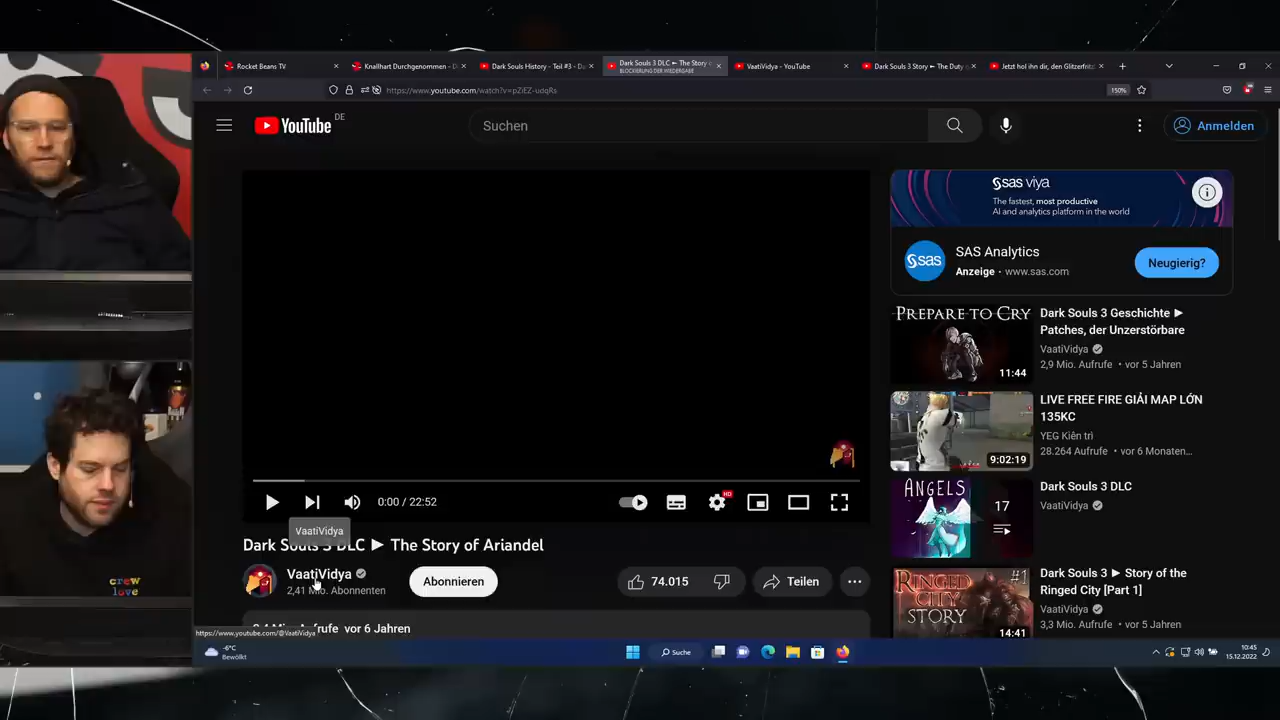 Rocket Beans TV
Knallhart Durchgenommen - D
Dark Souls History - Teil #3 - Da
Dark Souls 3 DLC ► The Story o
BLOCKIERUNG DER WIEDERGABE
VaatiVidya - YouTube
Dark Souls 3 Story ► The Duty o
Jetzt hol ihn dir, den Glitzerfrit
https://www.youtube.com/watch?v=pZiEZ-udqRs
150%
YouTube
DE
Suchen
Anmelden
sas viya
The fastest, most productive
AI and analytics platform in the world
SAS Analytics
sas
Anzeige • www.sas.com
Neugierig?
PREPARE TO CRY
11:44
Dark Souls 3 Geschichte ►
Patches, der Unzerstörbare
VaatiVidya
2,9 Mio. Aufrufe • vor 5 Jahren
9:02:19
LIVE FREE FIRE GIẢI MAP LỚN
135KC
YEG Kiên trì
28.264 Aufrufe • vor 6 Monaten...
ANGELS
17
Dark Souls 3 DLC
VaatiVidya
RINGED CITY
STORY
#1
14:41
Dark Souls 3 ► Story of the
Ringed City [Part 1]
VaatiVidya
3,3 Mio. Aufrufe • vor 5 Jahren
0:00 / 22:52
HD
VaatiVidya
Dark Souls 3 DLC ► The Story of Ariandel
VaatiVidya
2,41 Mio. Abonnenten
Abonnieren
74.015
Teilen
Aufrufe vor 6 Jahren
https://www.youtube.com/@VaatiVidya
crew
love
-6°C
Bewölkt
Suche
10:45
15.12.2022